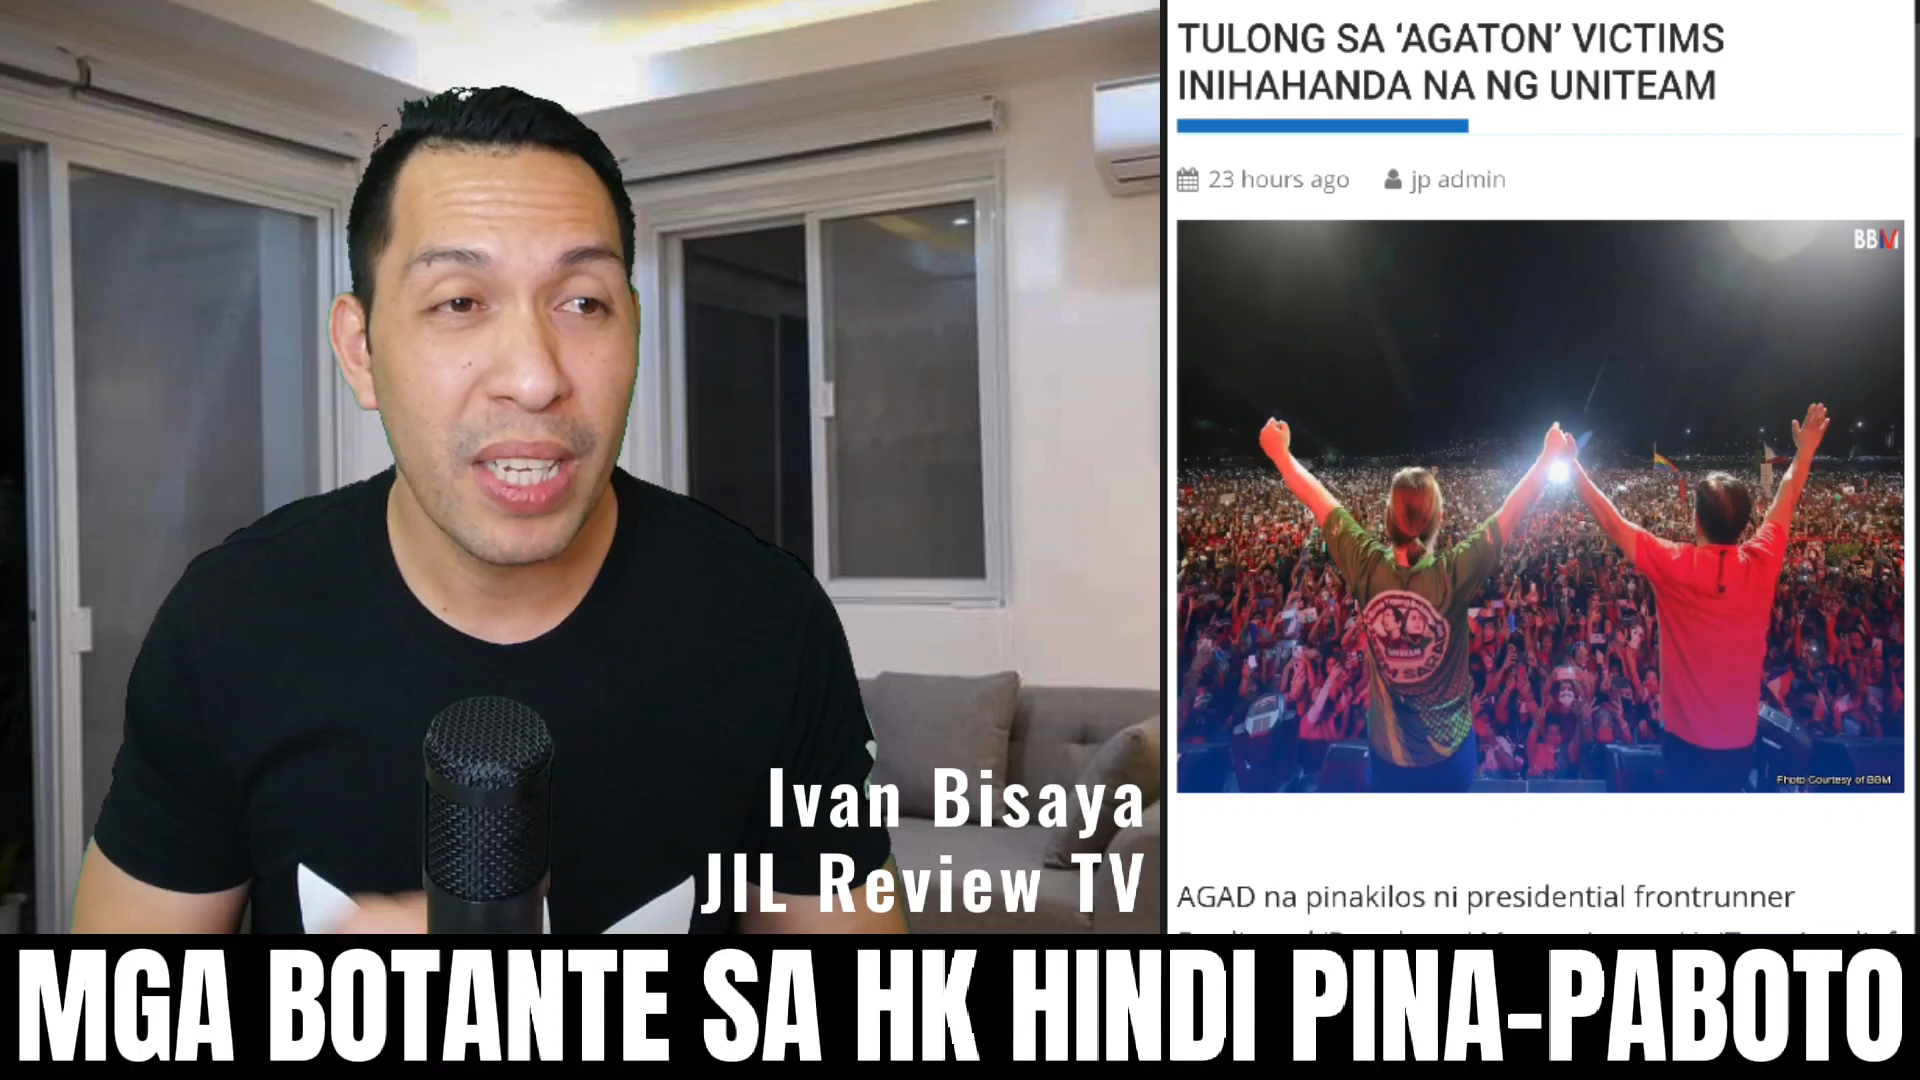 TULONG SA ‘AGATON’ VICTIMS
INIHAHANDA NA NG UNITEAM
23 hours ago jp admin
BBM
UNITEAM
Photo Courtesy of BBM
AGAD na pinakilos ni presidential frontrunner
Ivan Bisaya
JIL Review TV
MGA BOTANTE SA HK HINDI PINA-PABOTO